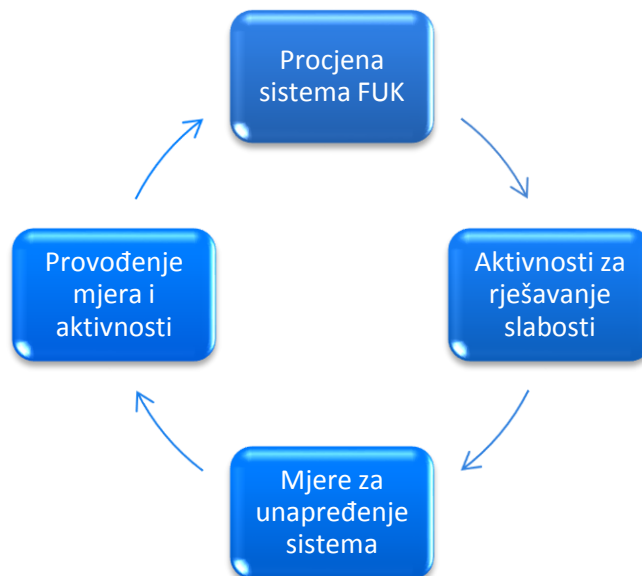 Procjena
sistema FUK
Aktivnosti za
rješavanje
slabosti
Mjere za
unapređenje
sistema
Provođenje
mjera i
aktivnosti